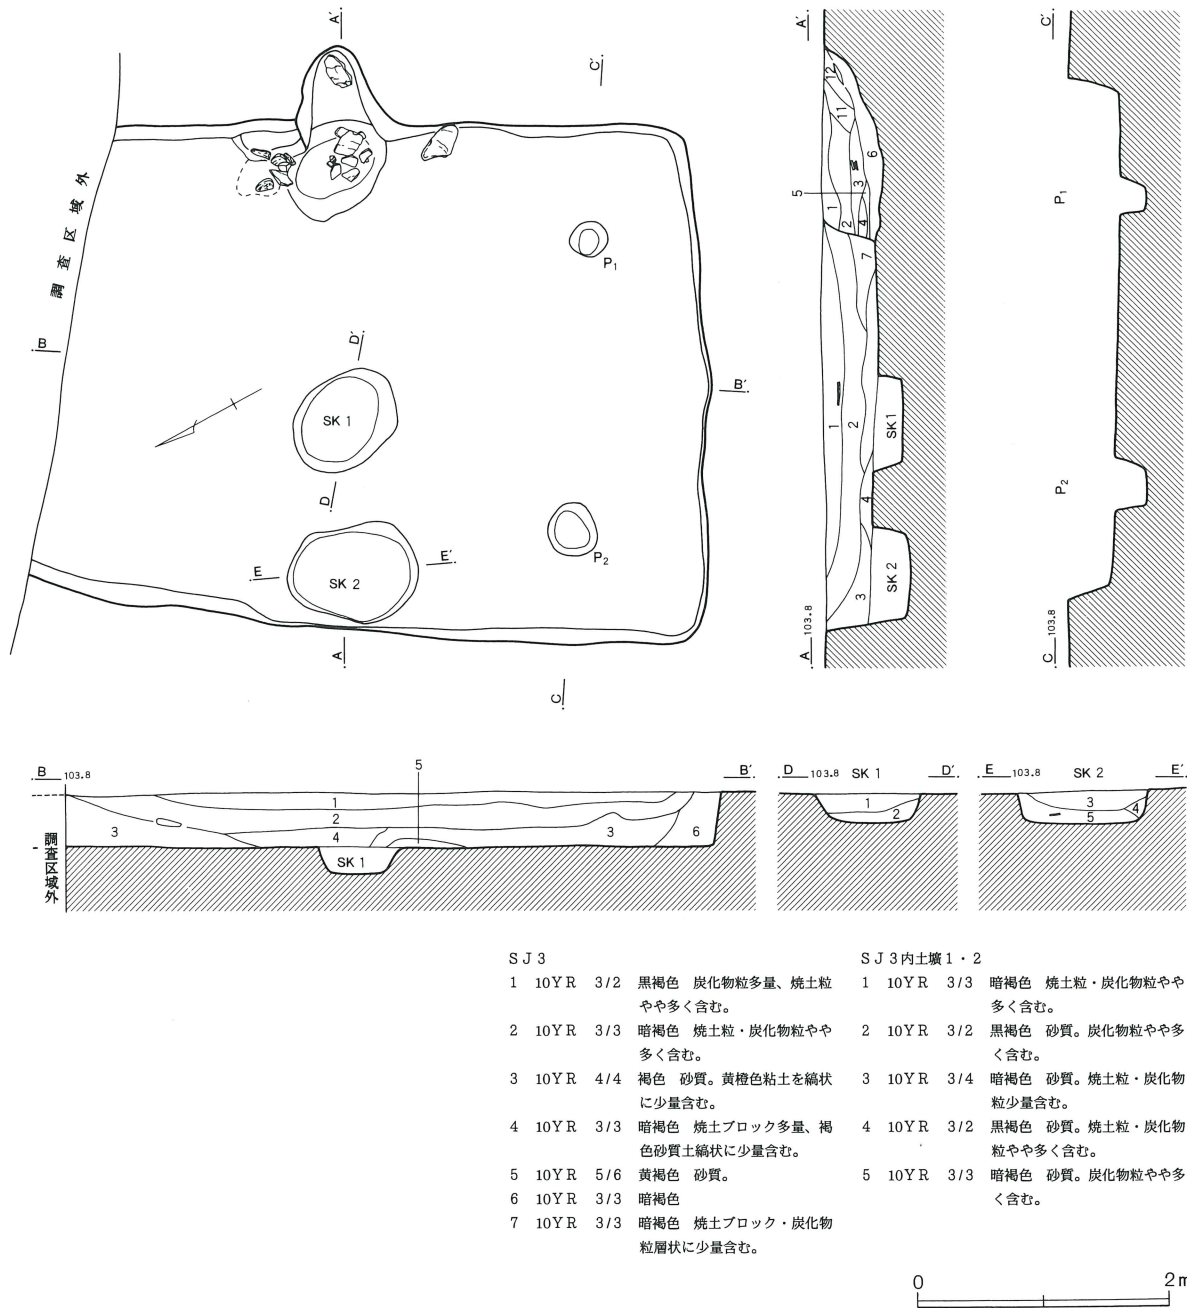 A′
C′
調査区域外
B
B′
P₁
D′
SK 1
D
E
E′
SK 2
P₂
A
C
A′
12
11
6
5
3
1
2
4
7
1
2
SK 1
4
3
SK 2
A 103.8
C′
P₁
P₂
C 103.8
B 103.8
5
B′
1
2
3
4
3
6
SK 1
調査区域外
D 103.8 SK 1 D′
1
2
E 103.8 SK 2 E′
3
4
5
SJ3
1 10YR 3/2 黒褐色 炭化物粒多量、焼土粒
やや多く含む。
2 10YR 3/3 暗褐色 焼土粒・炭化物粒やや
多く含む。
3 10YR 4/4 褐色 砂質。黄橙色粘土を縞状
に少量含む。
4 10YR 3/3 暗褐色 焼土ブロック多量、褐
色砂質土縞状に少量含む。
5 10YR 5/6 黄褐色 砂質。
6 10YR 3/3 暗褐色
7 10YR 3/3 暗褐色 焼土ブロック・炭化物
粒層状に少量含む。
SJ3内土壙1・2
1 10YR 3/3 暗褐色 焼土粒・炭化物粒やや
多く含む。
2 10YR 3/2 黒褐色 砂質。炭化物粒やや多
く含む。
3 10YR 3/4 暗褐色 砂質。焼土粒・炭化物
粒少量含む。
4 10YR 3/2 黒褐色 砂質。焼土粒・炭化物
粒やや多く含む。
5 10YR 3/3 暗褐色 砂質。炭化物粒やや多
く含む。
0 2m